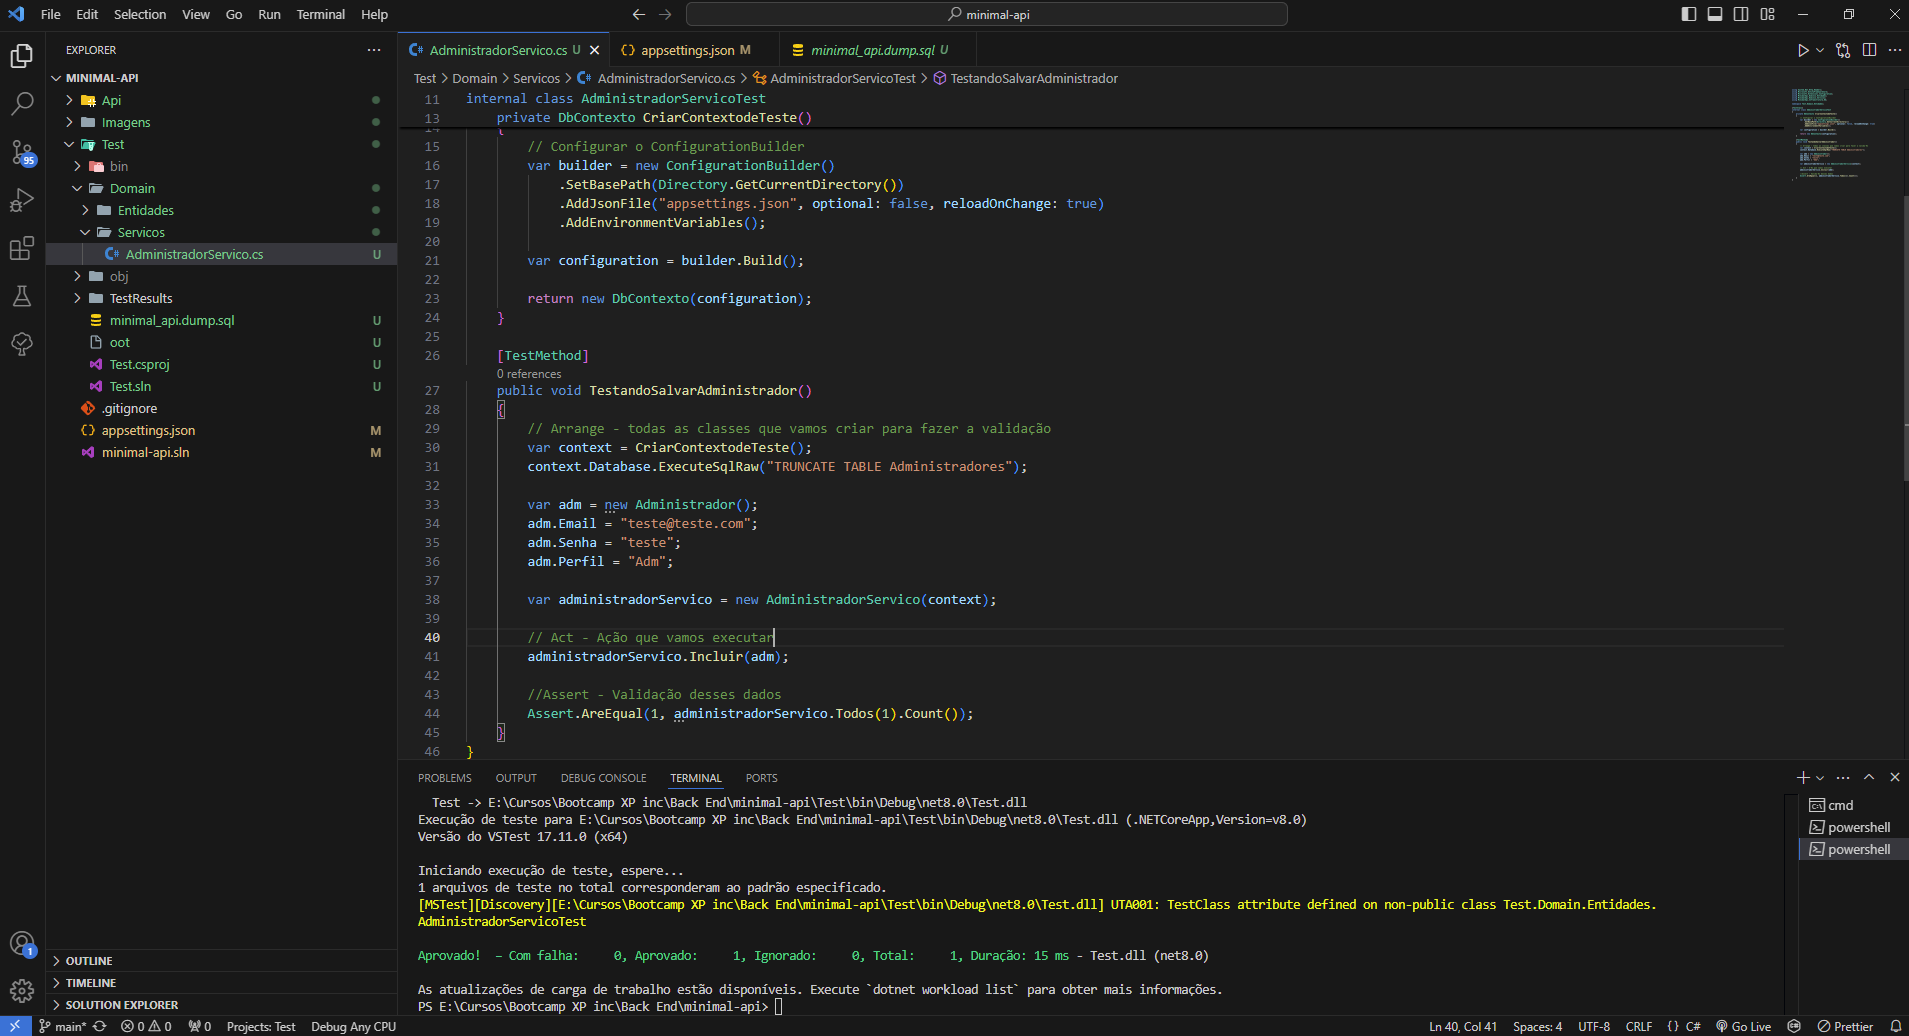 File Edit Selection View Go Run Terminal Help
minimal-api
EXPLORER
MINIMAL-API
Api
Imagens
Test
bin
Domain
Entidades
Servicos
AdministradorServico.cs U
obj
TestResults
minimal_api.dump.sql U
oot U
Test.csproj U
Test.sln U
.gitignore
appsettings.json M
minimal-api.sln M
OUTLINE
TIMELINE
SOLUTION EXPLORER
95
1
AdministradorServico.cs U
appsettings.json M
minimal_api.dump.sql U
Test > Domain > Servicos > AdministradorServico.cs > AdministradorServicoTest > TestandoSalvarAdministrador
11 internal class AdministradorServicoTest
13 private DbContexto CriarContextodeTeste()
14 {
15 // Configurar o ConfigurationBuilder
16 var builder = new ConfigurationBuilder()
17 .SetBasePath(Directory.GetCurrentDirectory())
18 .AddJsonFile("appsettings.json", optional: false, reloadOnChange: true)
19 .AddEnvironmentVariables();
20
21 var configuration = builder.Build();
22
23 return new DbContexto(configuration);
24 }
25
26 [TestMethod]
0 references
27 public void TestandoSalvarAdministrador()
28 {
29 // Arrange - todas as classes que vamos criar para fazer a validação
30 var context = CriarContextodeTeste();
31 context.Database.ExecuteSqlRaw("TRUNCATE TABLE Administradores");
32
33 var adm = new Administrador();
34 adm.Email = "teste@teste.com";
35 adm.Senha = "teste";
36 adm.Perfil = "Adm";
37
38 var administradorServico = new AdministradorServico(context);
39
40 // Act - Ação que vamos executar
41 administradorServico.Incluir(adm);
42
43 //Assert - Validação desses dados
44 Assert.AreEqual(1, administradorServico.Todos(1).Count());
45 }
46 }
PROBLEMS OUTPUT DEBUG CONSOLE TERMINAL PORTS
Test -> E:\Cursos\Bootcamp XP inc\Back End\minimal-api\Test\bin\Debug\net8.0\Test.dll
Execução de teste para E:\Cursos\Bootcamp XP inc\Back End\minimal-api\Test\bin\Debug\net8.0\Test.dll (.NETCoreApp,Version=v8.0)
Versão do VSTest 17.11.0 (x64)
Iniciando execução de teste, espere...
1 arquivos de teste no total corresponderam ao padrão especificado.
[MSTest][Discovery][E:\Cursos\Bootcamp XP inc\Back End\minimal-api\Test\bin\Debug\net8.0\Test.dll] UTA001: TestClass attribute defined on non-public class Test.Domain.Entidades.
AdministradorServicoTest
Aprovado! – Com falha: 0, Aprovado: 1, Ignorado: 0, Total: 1, Duração: 15 ms - Test.dll (net8.0)
As atualizações de carga de trabalho estão disponíveis. Execute `dotnet workload list` para obter mais informações.
PS E:\Cursos\Bootcamp XP inc\Back End\minimal-api>
cmd
powershell
powershell
main* 0 0 0 Projects: Test Debug Any CPU
Ln 40, Col 41 Spaces: 4 UTF-8 CRLF {} C# Go Live Prettier